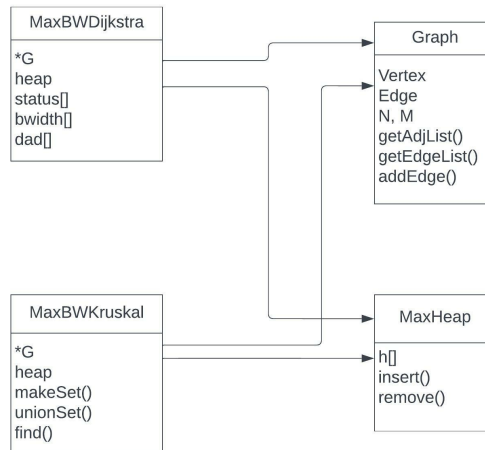 MaxBWDijkstra
*G
heap
status[]
bwidth[]
dad[]
Graph
Vertex
Edge
N, M
getAdjList()
getEdgeList()
addEdge()
MaxBWKruskal
*G
heap
makeSet()
unionSet()
find()
MaxHeap
h[]
insert()
remove()